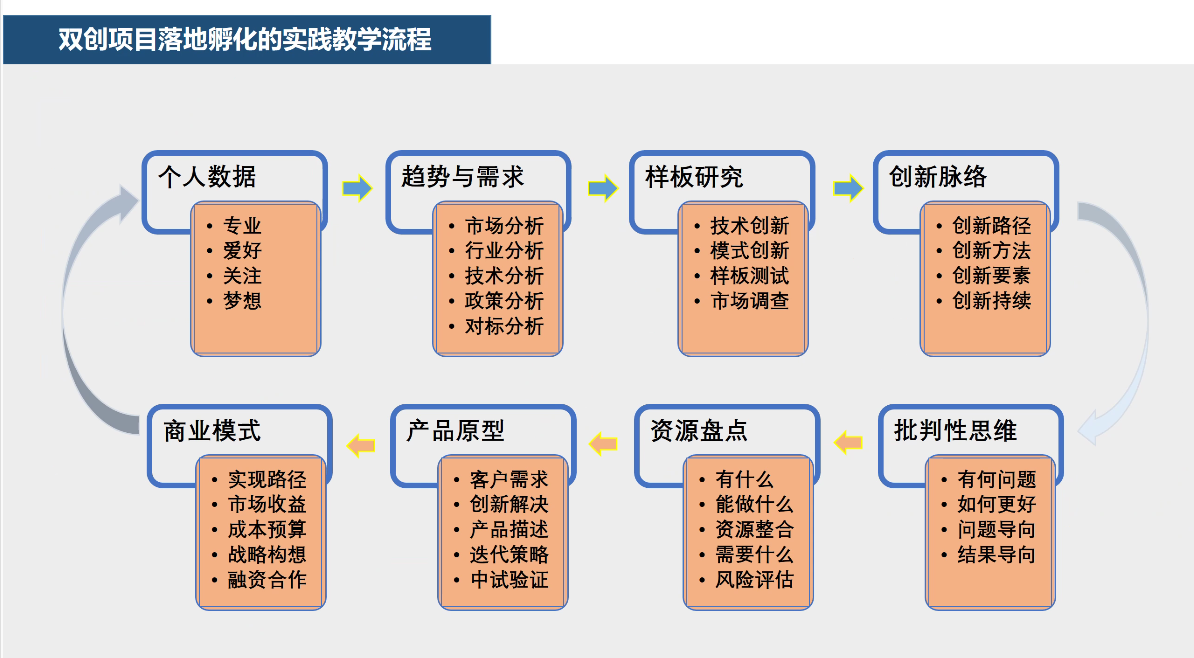 双创项目落地孵化的实践教学流程
个人数据
• 专业
• 爱好
• 关注
• 梦想
趋势与需求
• 市场分析
• 行业分析
• 技术分析
• 政策分析
• 对标分析
样板研究
• 技术创新
• 模式创新
• 样板测试
• 市场调查
创新脉络
• 创新路径
• 创新方法
• 创新要素
• 创新持续
批判性思维
• 有何问题
• 如何更好
• 问题导向
• 结果导向
资源盘点
• 有什么
• 能做什么
• 资源整合
• 需要什么
• 风险评估
产品原型
• 客户需求
• 创新解决
• 产品描述
• 迭代策略
• 中试验证
商业模式
• 实现路径
• 市场收益
• 成本预算
• 战略构想
• 融资合作